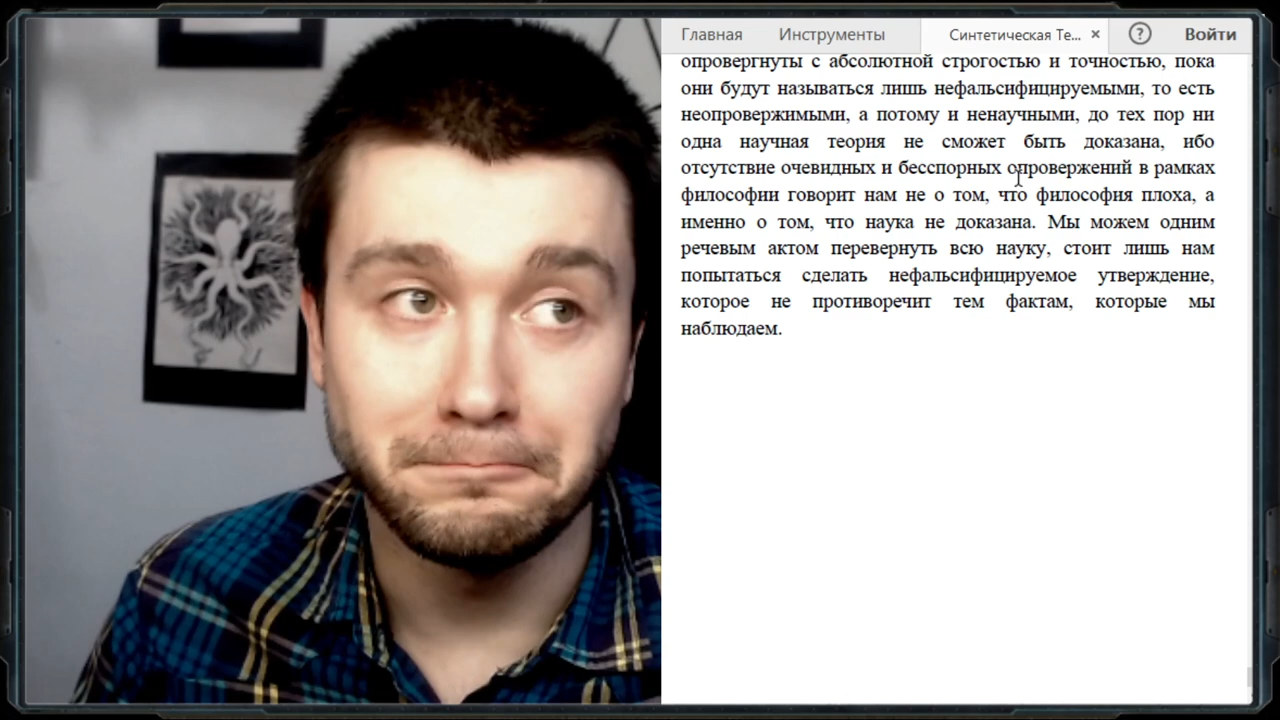 Главная Инструменты Синтетическая Те... × ? Войти
опровергнуты с абсолютной строгостью и точностью, пока
они будут называться лишь нефальсифицируемыми, то есть
неопровержимыми, а потому и ненаучными, до тех пор ни
одна научная теория не сможет быть доказана, ибо
отсутствие очевидных и бесспорных опровержений в рамках
философии говорит нам не о том, что философия плоха, а
именно о том, что наука не доказана. Мы можем одним
речевым актом перевернуть всю науку, стоит лишь нам
попытаться сделать нефальсифицируемое утверждение,
которое не противоречит тем фактам, которые мы
наблюдаем.